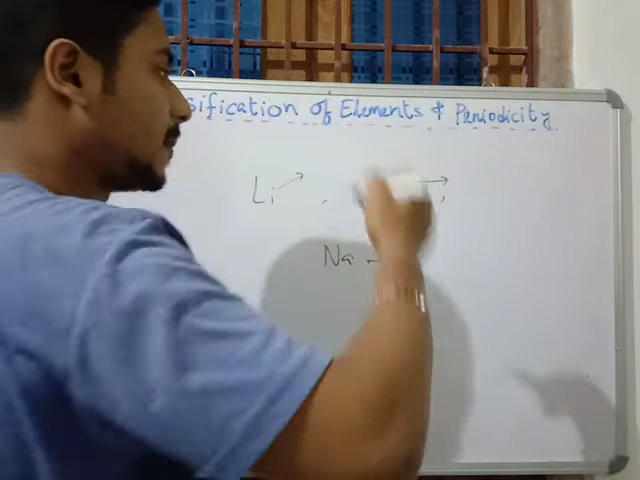 sification of Elements & Periodicity
Li → , → ,
Na -